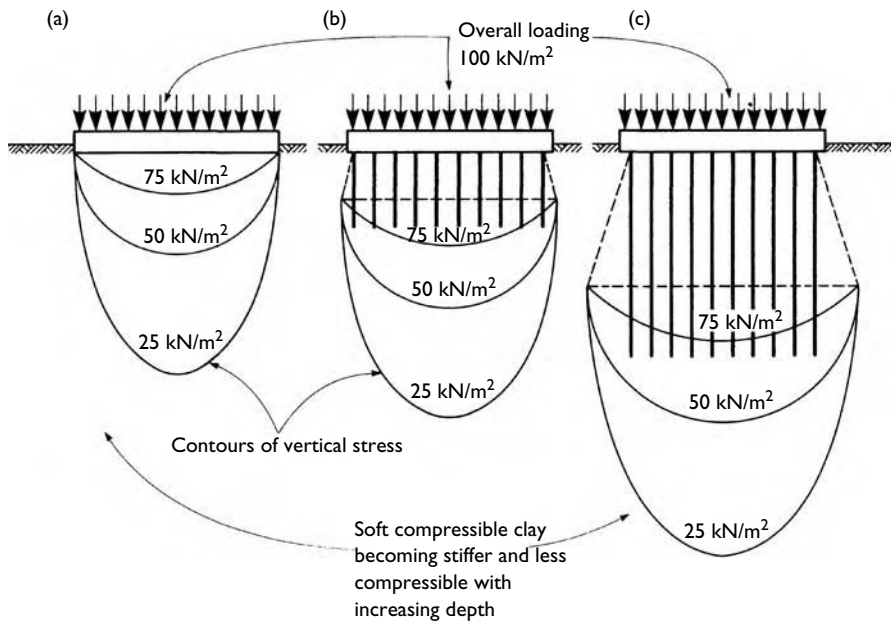 (a)
(b)
(c)
Overall loading
100 kN/m²
75 kN/m²
50 kN/m²
25 kN/m²
75 kN/m²
50 kN/m²
25 kN/m²
75 kN/m²
50 kN/m²
25 kN/m²
Contours of vertical stress
Soft compressible clay
becoming stiffer and less
compressible with
increasing depth